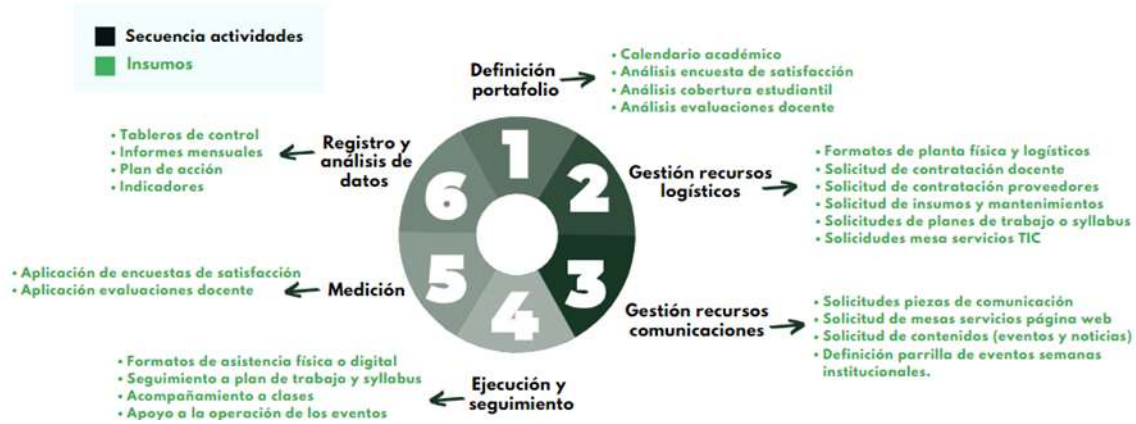 Secuencia actividades
Insumos
Definición
portafolio
• Calendario académico
• Análisis encuesta de satisfacción
• Análisis cobertura estudiantil
• Análisis evaluaciones docente
1
2
3
4
5
6
Gestión recursos
logísticos
• Formatos de planta física y logísticos
• Solicitud de contratación docente
• Solicitud de contratación proveedores
• Solicitud de insumos y mantenimientos
• Solicitudes de planes de trabajo o syllabus
• Solicidudes mesa servicios TIC
Gestión recursos
comunicaciones
• Solicitudes piezas de comunicación
• Solicitud de mesas servicios página web
• Solicitud de contenidos (eventos y noticias)
• Definición parrilla de eventos semanas
institucionales.
Ejecución y
seguimiento
• Formatos de asistencia física o digital
• Seguimiento a plan de trabajo y syllabus
• Acompañamiento a clases
• Apoyo a la operación de los eventos
Medición
• Aplicación de encuestas de satisfacción
• Aplicación evaluaciones docente
Registro y
análisis de
datos
• Tableros de control
• Informes mensuales
• Plan de acción
• Indicadores